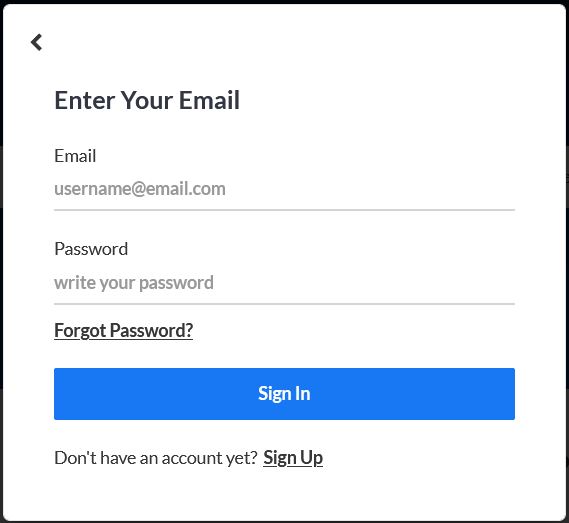 Enter Your Email
Email
username@email.com
Password
write your password
Forgot Password?
Sign In
Don't have an account yet? Sign Up